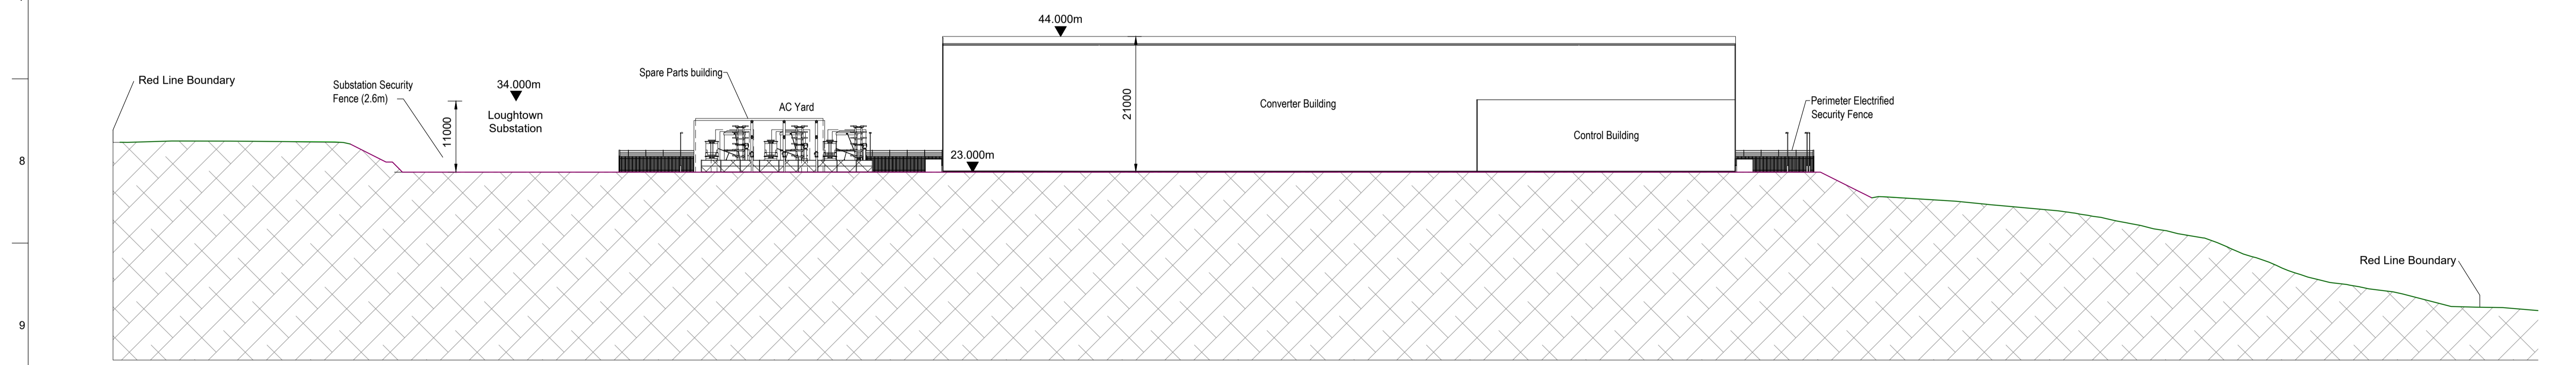 44.000m
Red Line Boundary
Substation Security
Fence (2.6m)
34.000m
Loughtown
Substation
11000
Spare Parts building
AC Yard
21000
Converter Building
Control Building
Perimeter Electrified
Security Fence
23.000m
8
Red Line Boundary
9